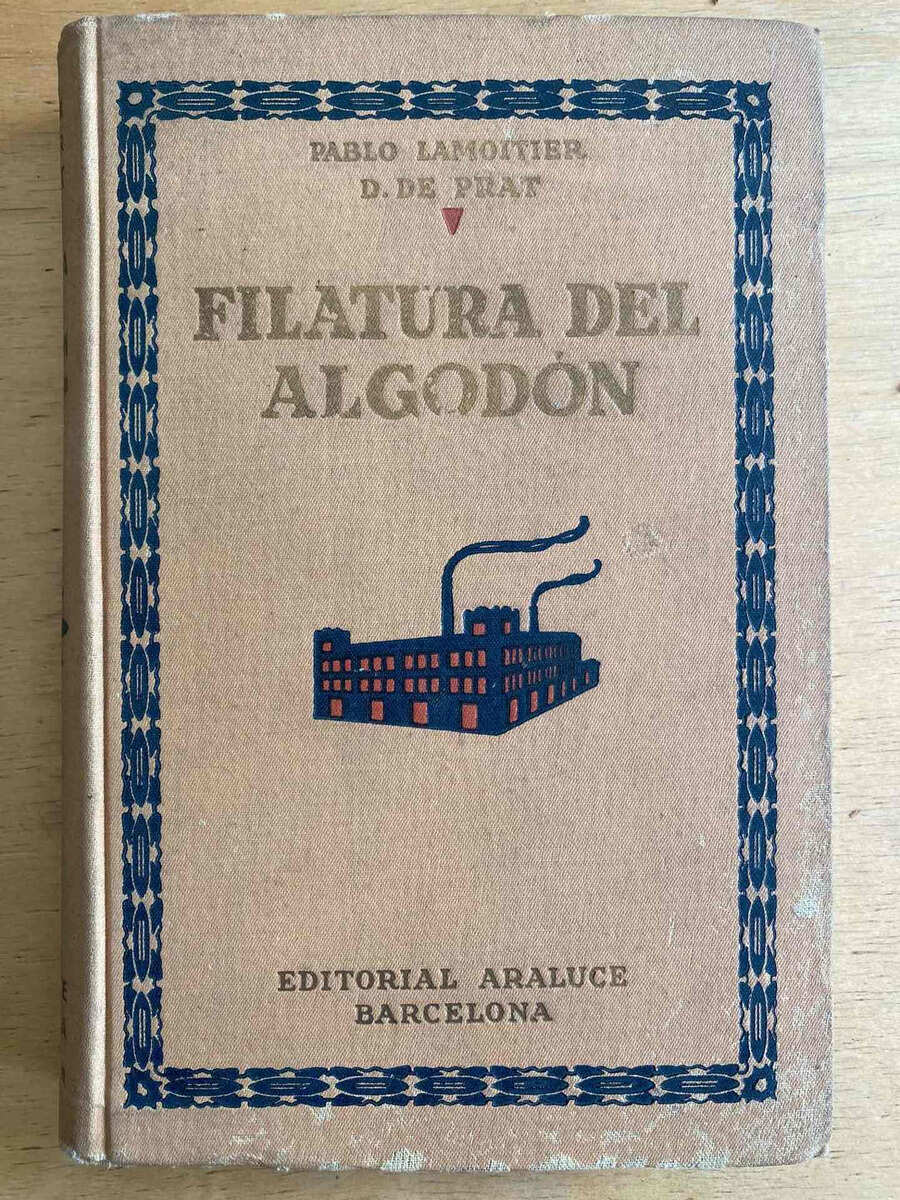 PABLO LAMOITIER
D. DE PRAT
FILATURA DEL
ALGODÓN
EDITORIAL ARALUCE
BARCELONA